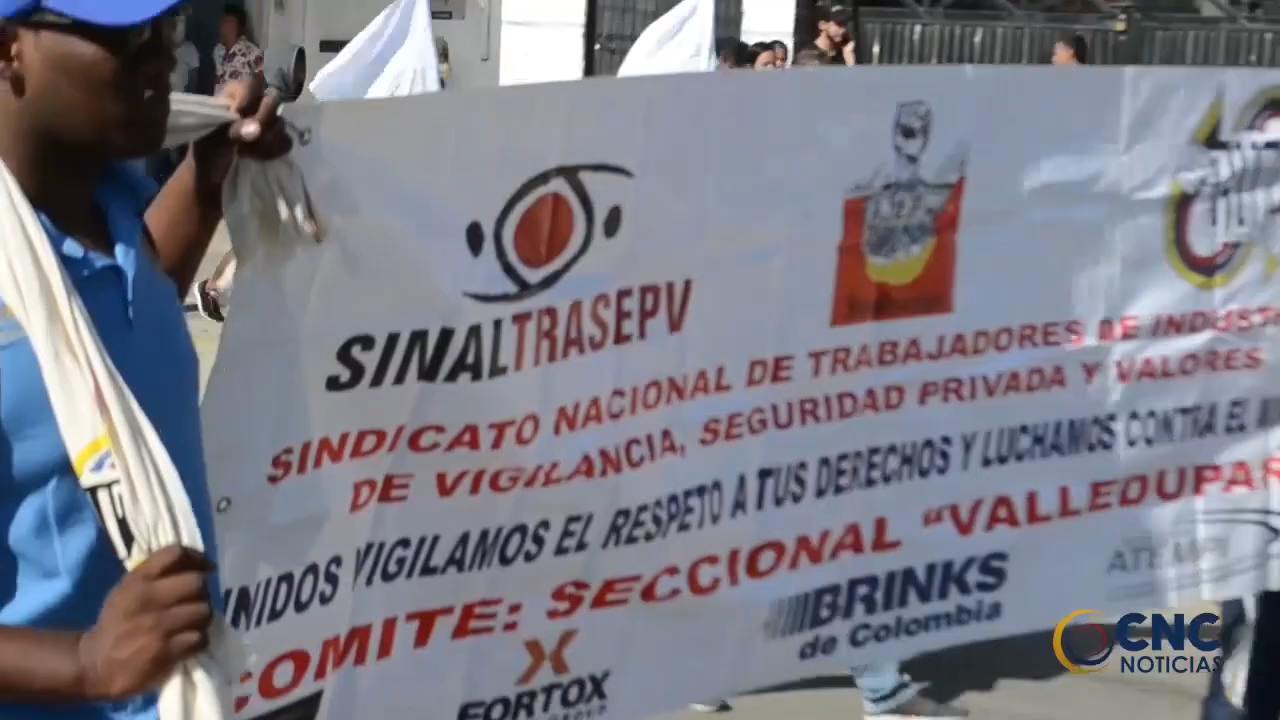 SINALTRASEPV
SINDICATO NACIONAL DE TRABAJADORES DE INDUST
DE VIGILANCIA, SEGURIDAD PRIVADA Y VALORES
UNIDOS VIGILAMOS EL RESPETO A TUS DERECHOS Y LUCHAMOS CONTRA EL
COMITE: SECCIONAL "VALLEDUPAR
FORTOX
BRINKS
de Colombia
CNC
NOTICIAS